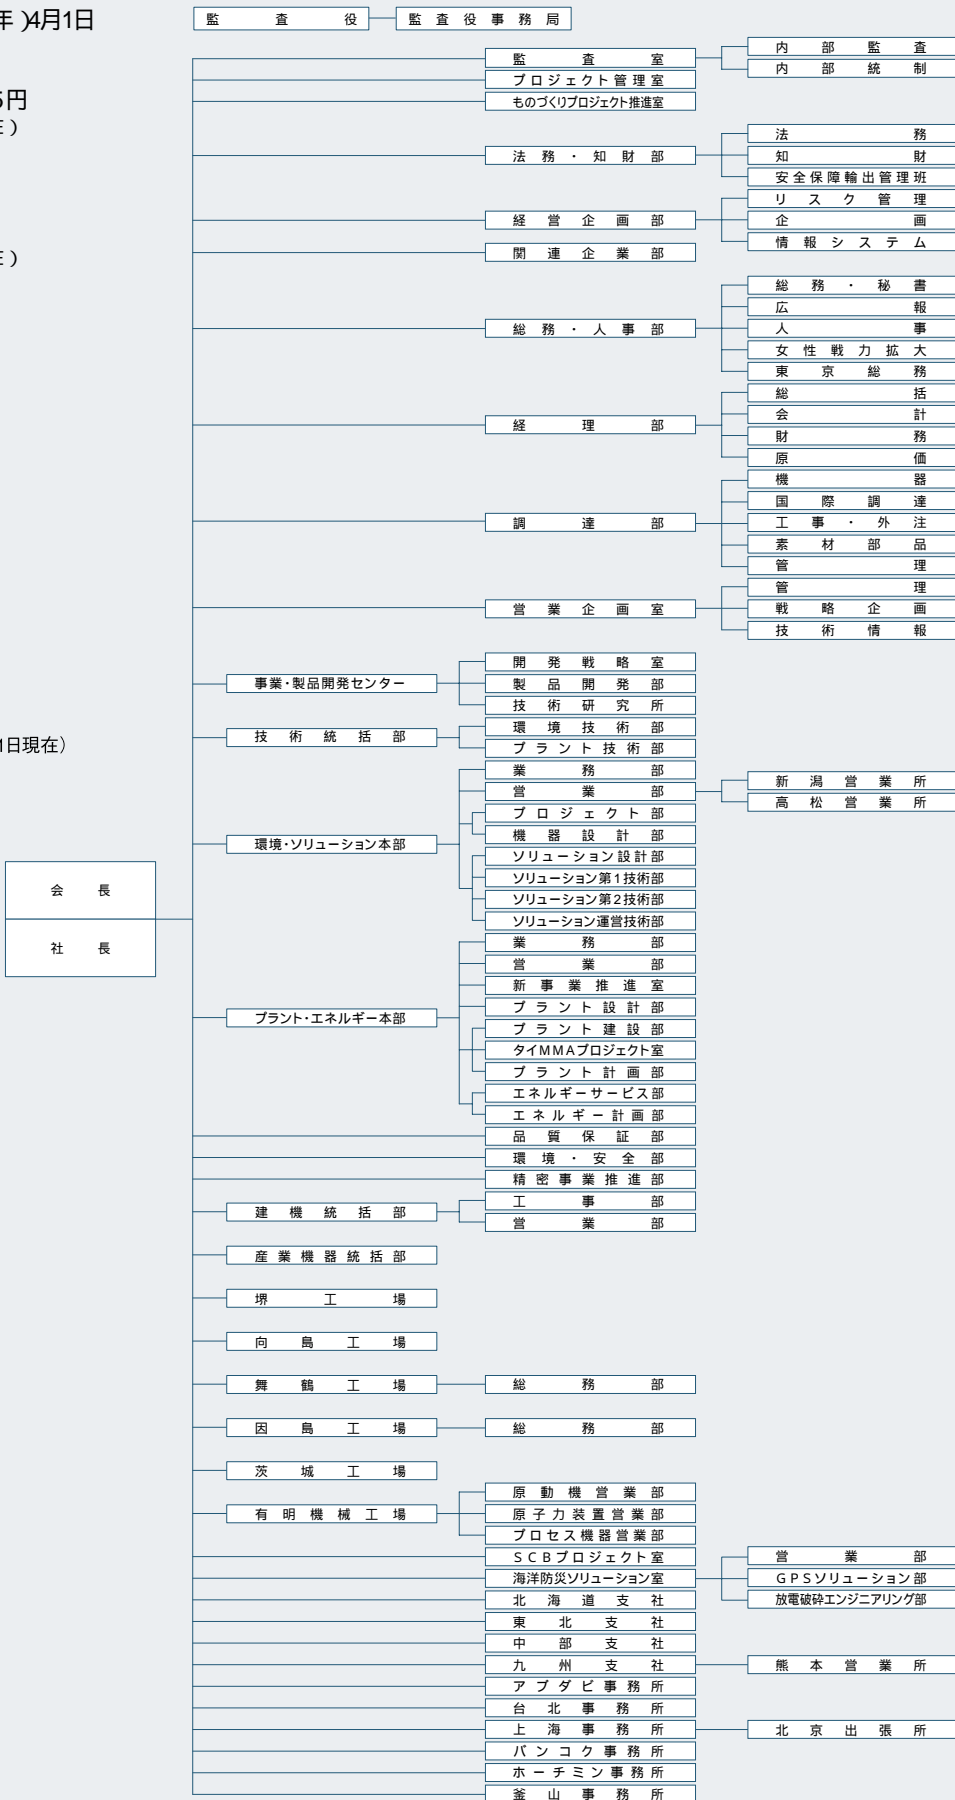 年)4月1日
円
)
)
1日現在)
監査役
監査役事務局
監査室
内部監査
内部統制
プロジェクト管理室
ものづくりプロジェクト推進室
法務・知財部
法務
知財
安全保障輸出管理班
経営企画部
リスク管理
企画
情報システム
関連企業部
総務・人事部
総務・秘書
広報
人事
女性戦力拡大
東京総務
経理部
総括
会計
財務
原価
調達部
機器
国際調達
工事・外注
素材部品
管理
営業企画室
管理
戦略企画
技術情報
事業・製品開発センター
開発戦略室
製品開発部
技術研究所
技術統括部
環境技術部
プラント技術部
環境・ソリューション本部
業務部
営業部
新潟営業所
高松営業所
プロジェクト部
機器設計部
ソリューション設計部
ソリューション第1技術部
ソリューション第2技術部
ソリューション運営技術部
会長
社長
プラント・エネルギー本部
業務部
営業部
新事業推進室
プラント設計部
プラント建設部
タイMMAプロジェクト室
プラント計画部
エネルギーサービス部
エネルギー計画部
品質保証部
環境・安全部
精密事業推進部
建機統括部
工事部
営業部
産業機器統括部
堺工場
向島工場
舞鶴工場
総務部
因島工場
総務部
茨城工場
有明機械工場
原動機営業部
原子力装置営業部
プロセス機器営業部
SCBプロジェクト室
海洋防災ソリューション室
営業部
GPSソリューション部
放電破砕エンジニアリング部
北海道支社
東北支社
中部支社
九州支社
熊本営業所
アブダビ事務所
台北事務所
上海事務所
北京出張所
バンコク事務所
ホーチミン事務所
釜山事務所